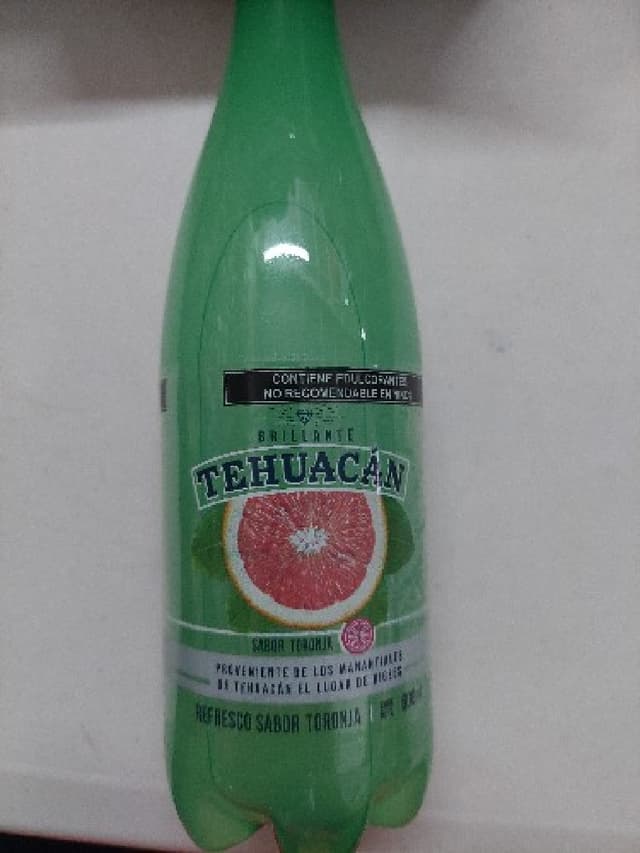 CONTIENE EDULCORANTES
NO RECOMENDABLE EN NIÑOS
BRILLANTE
TEHUACÁN
SABOR TORONJA
PROVENIENTE DE LOS MANANTIALES
DE TEHUACÁN EL LUGAR DE DIOSES
REFRESCO SABOR TORONJA